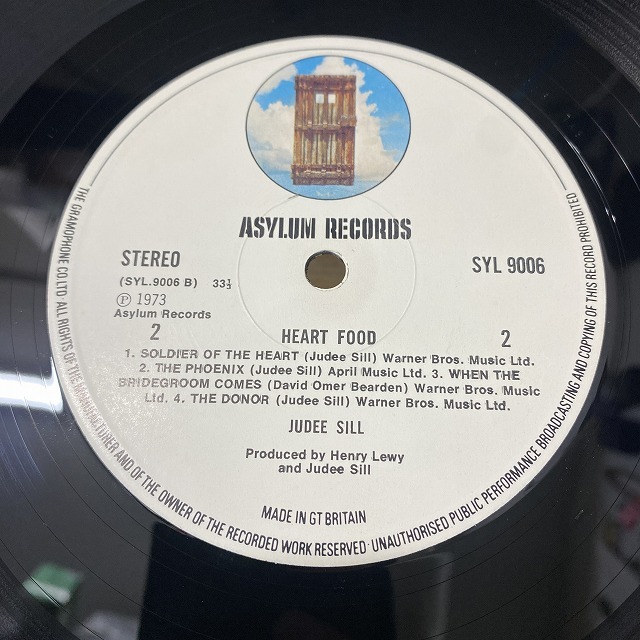 ASYLUM RECORDS
STEREO
SYL 9006
(SYL.9006 B) 33⅓
Ⓟ 1973
Asylum Records
2 HEART FOOD 2
1. SOLDIER OF THE HEART (Judee Sill) Warner Bros. Music Ltd.
2. THE PHOENIX (Judee Sill) April Music Ltd. 3. WHEN THE
BRIDEGROOM COMES (David Omer Bearden) Warner Bros. Music
Ltd. 4. THE DONOR (Judee Sill) Warner Bros. Music Ltd.
JUDEE SILL
Produced by Henry Lewy
and Judee Sill
MADE IN GT BRITAIN
THE GRAMOPHONE CO LTD ALL RIGHTS OF THE MANUFACTURER AND OF THE OWNER OF THE RECORDED WORK RESERVED UNAUTHORISED PUBLIC PERFORMANCE BROADCASTING AND COPYING OF THIS RECORD PROHIBITED